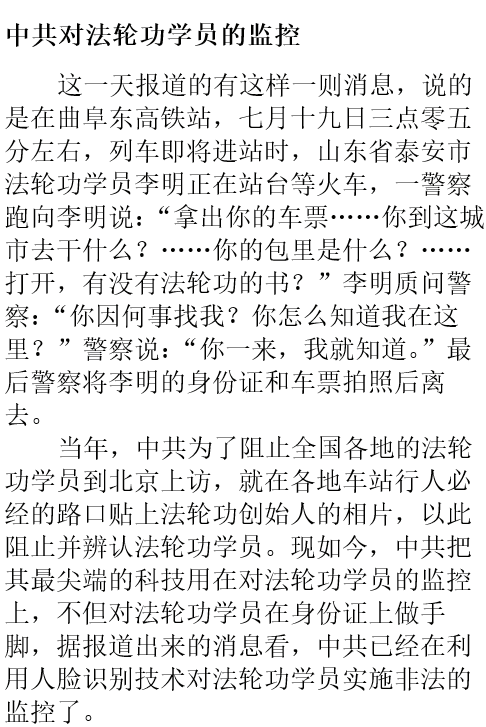 中共对法轮功学员的监控
这一天报道的有这样一则消息，说的
是在曲阜东高铁站，七月十九日三点零五
分左右，列车即将进站时，山东省泰安市
法轮功学员李明正在站台等火车，一警察
跑向李明说：“拿出你的车票……你到这城
市去干什么？……你的包里是什么？……
打开，有没有法轮功的书？”李明质问警
察：“你因何事找我？你怎么知道我在这
里？”警察说：“你一来，我就知道。”最
后警察将李明的身份证和车票拍照后离
去。
当年，中共为了阻止全国各地的法轮
功学员到北京上访，就在各地车站行人必
经的路口贴上法轮功创始人的相片，以此
阻止并辨认法轮功学员。现如今，中共把
其最尖端的科技用在对法轮功学员的监控
上，不但对法轮功学员在身份证上做手
脚，据报道出来的消息看，中共已经在利
用人脸识别技术对法轮功学员实施非法的
监控了。